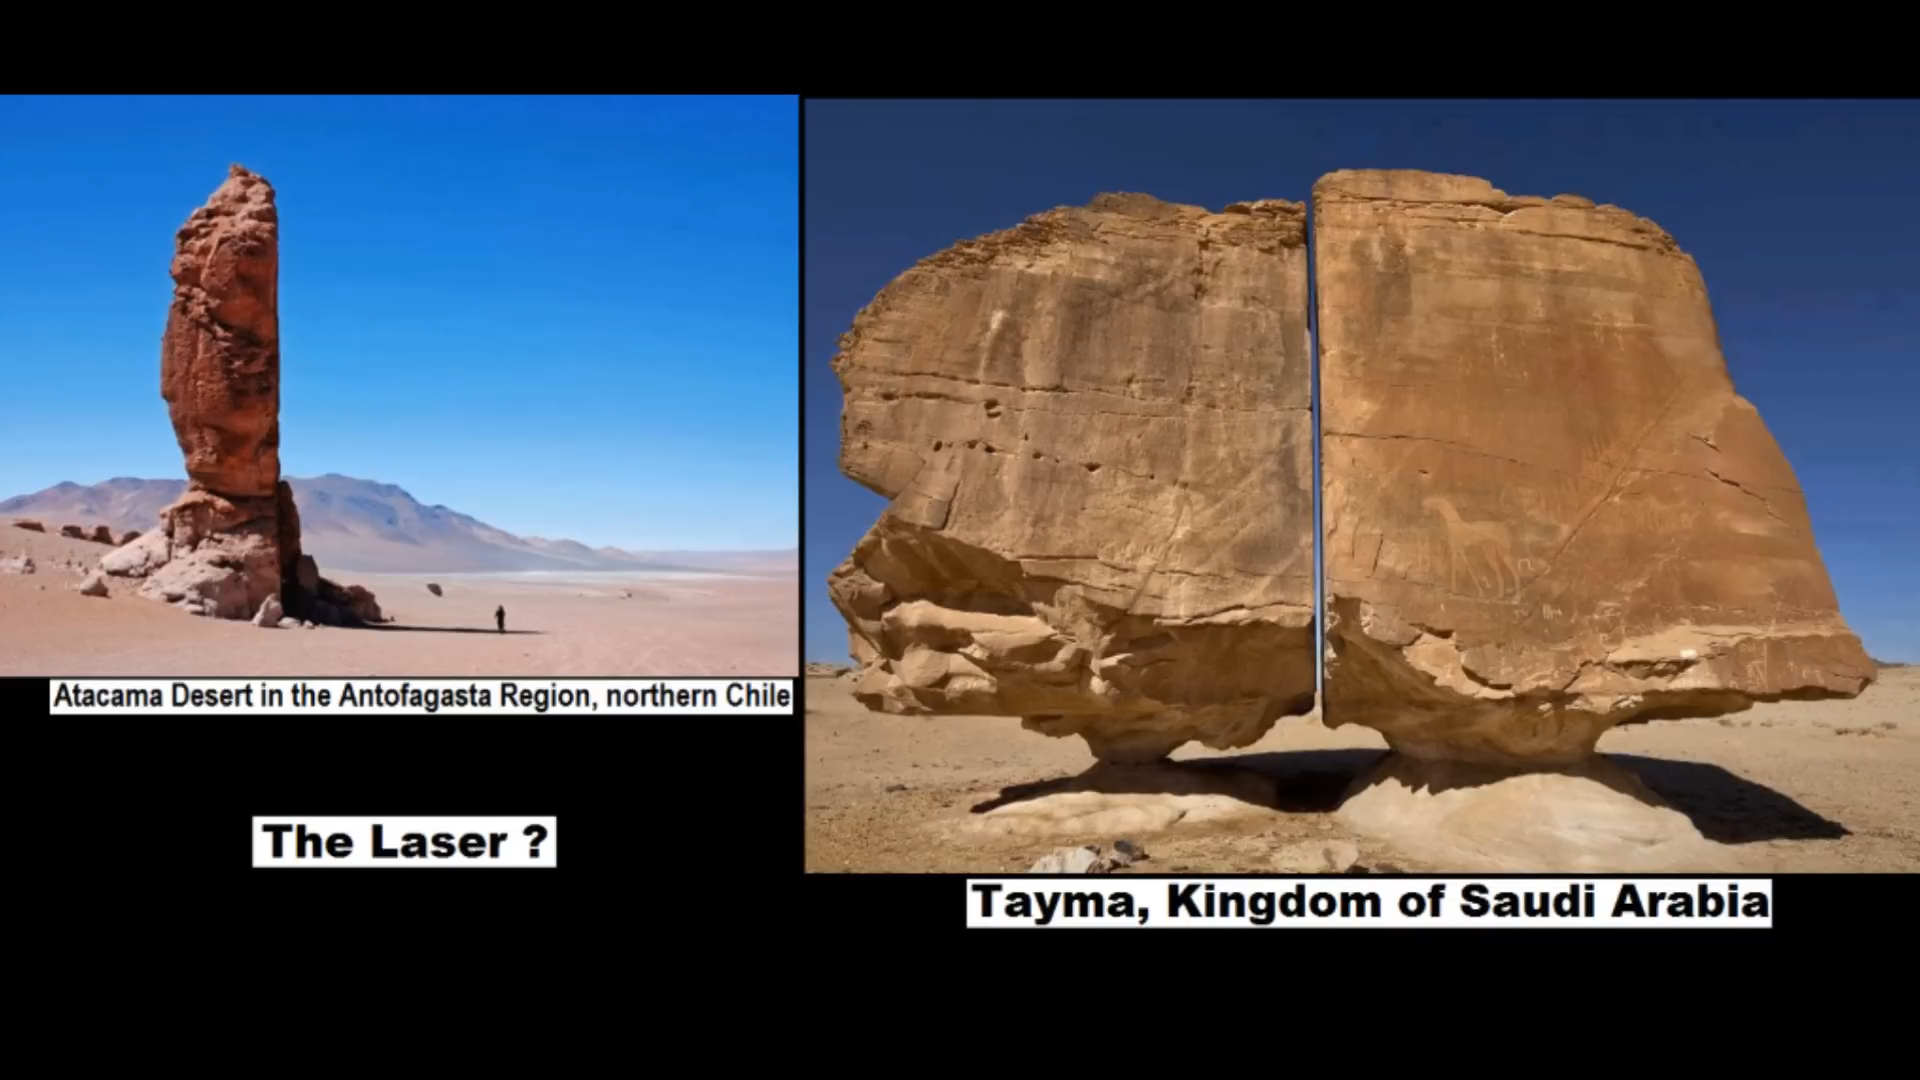 Atacama Desert in the Antofagasta Region, northern Chile
The Laser ?
Tayma, Kingdom of Saudi Arabia